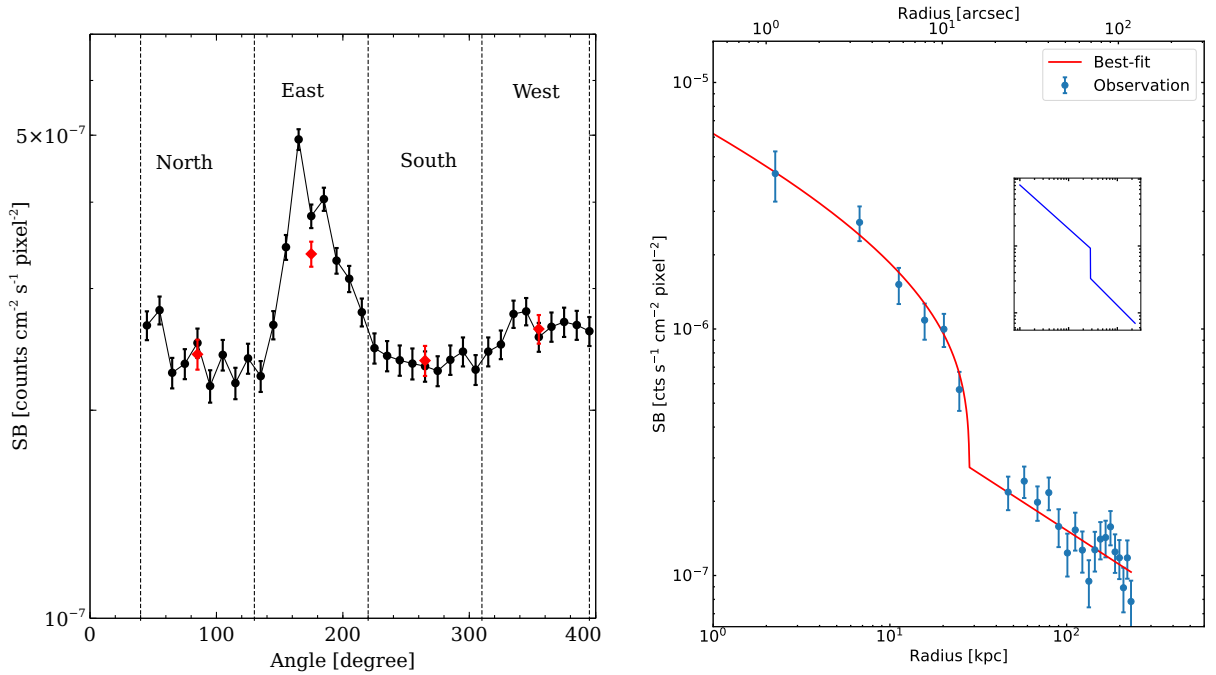 5×10⁻⁷
10⁻⁷
SB [counts cm⁻² s⁻¹ pixel⁻²]
North
East
South
West
0
100
200
300
400
Angle [degree]
Radius [arcsec]
10⁰
10¹
10²
10⁻⁵
10⁻⁶
10⁻⁷
SB [cts s⁻¹ cm⁻² pixel⁻²]
Best-fit
Observation
10⁰
10¹
10²
Radius [kpc]